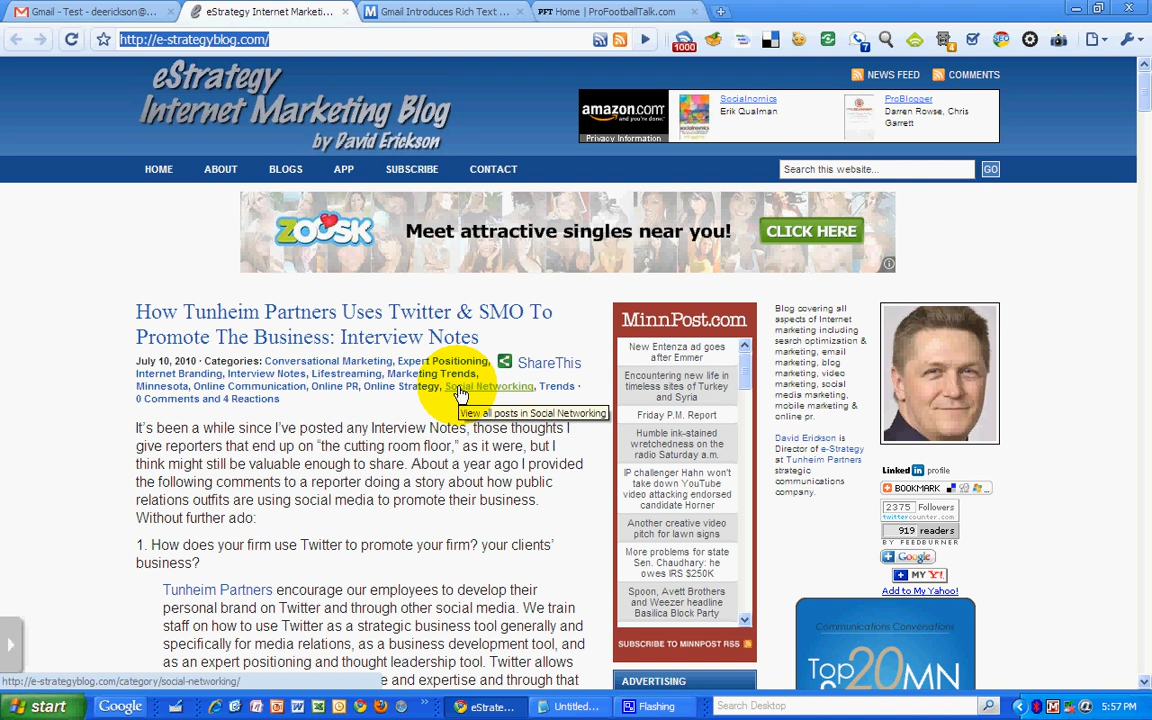 Gmail - Test - deerickson@...
eStrategy Internet Marketi...
Gmail Introduces Rich Text ...
PFT Home | ProFootballTalk.com
http://e-strategyblog.com/
1000
7
4
SEO
eStrategy
Internet Marketing Blog
by David Erickson
NEWS FEED
COMMENTS
amazon.com
and you're done.
Privacy Information
Socialnomics
Erik Qualman
ProBlogger
Darren Rowse, Chris
Garrett
HOME
ABOUT
BLOGS
APP
SUBSCRIBE
CONTACT
Search this website...
GO
ZOOSK
Meet attractive singles near you!
CLICK HERE
How Tunheim Partners Uses Twitter & SMO To
Promote The Business: Interview Notes
July 10, 2010 · Categories: Conversational Marketing, Expert Positioning,
Internet Branding, Interview Notes, Lifestreaming, Marketing Trends,
Minnesota, Online Communication, Online PR, Online Strategy, Social Networking, Trends ·
0 Comments and 4 Reactions
ShareThis
View all posts in Social Networking
It's been a while since I've posted any Interview Notes, those thoughts I
give reporters that end up on “the cutting room floor,” as it were, but I
think might still be valuable enough to share. About a year ago I provided
the following comments to a reporter doing a story about how public
relations outfits are using social media to promote their business.
Without further ado:
1. How does your firm use Twitter to promote your firm? your clients’
business?
Tunheim Partners encourage our employees to develop their
personal brand on Twitter and through other social media. We train
staff on how to use Twitter as a strategic tool generally and
specifically for media relations, as a business development tool, and
as an expert positioning and thought leadership tool. Twitter allows
e and expertise and through that
MinnPost.com
New Entenza ad goes
after Emmer
Encountering new life in
timeless sites of Turkey
and Syria
Friday P.M. Report
Humble ink-stained
wretchedness on the
radio Saturday a.m.
IP challenger Hahn won't
take down YouTube
video attacking endorsed
candidate Horner
Another creative video
pitch for lawn signs
More problems for state
Sen. Chaudhary: he
owes IRS $250K
Spoon, Avett Brothers
and Weezer headline
Basilica Block Party
SUBSCRIBE TO MINNPOST RSS
ADVERTISING
Blog covering all
aspects of Internet
marketing including
search optimization &
marketing, email
marketing, blog
marketing, video
marketing, social
media marketing,
mobile marketing &
online pr.
David Erickson is
Director of e-Strategy
at Tunheim Partners
strategic
communications
company.
Linked in profile
BOOKMARK
2375 Followers
twittercounter.com
919 readers
BY FEEDBURNER
Google
MY Y!
Add to My Yahoo!
Communications Conversations
Top20MN
http://e-strategyblog.com/category/social-networking/
start
Google
eStrate...
Untitled...
Flashing
Search Desktop
5:57 PM